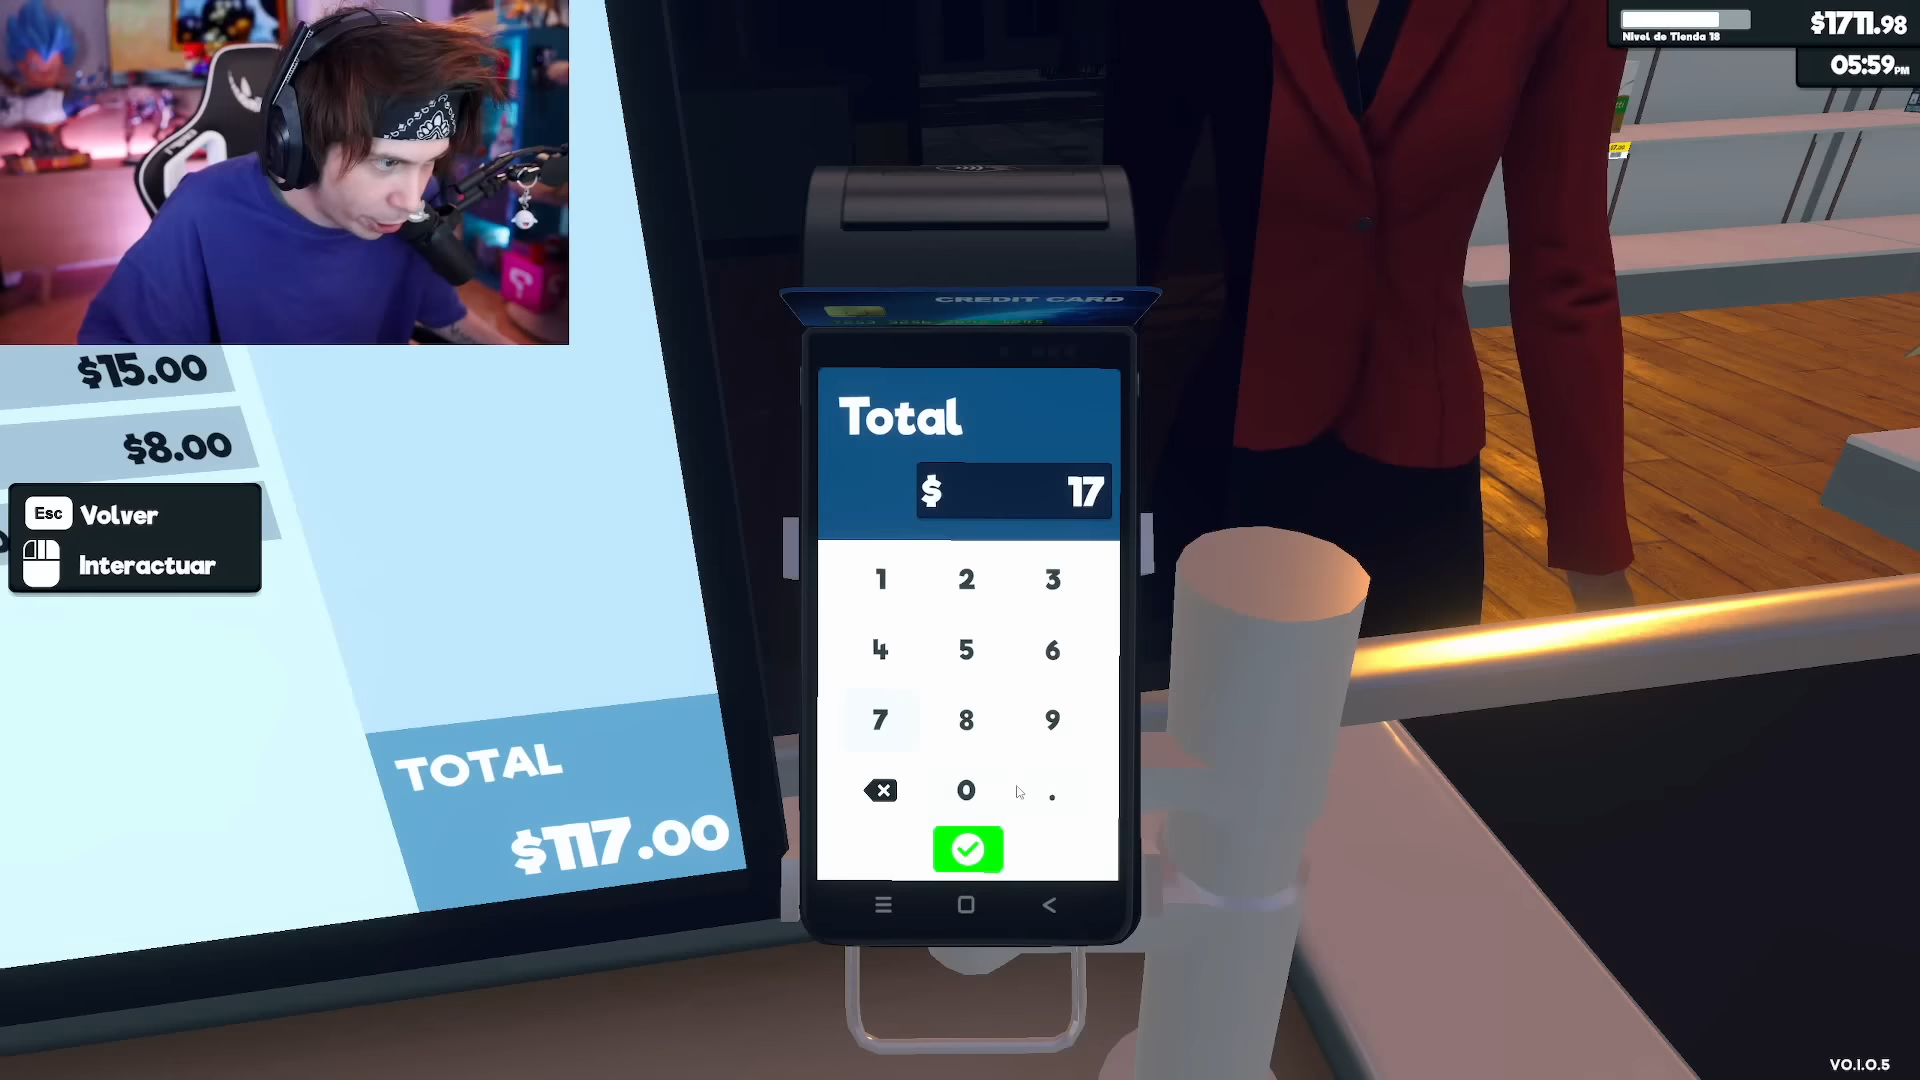 Nivel de Tienda 18
$1711.98
05:59PM
CREDIT CARD
$15.00
$8.00
Esc Volver
Interactuar
Total
$ 17
1 2 3
4 5 6
7 8 9
0 .
TOTAL
$117.00
V0.1.0.5